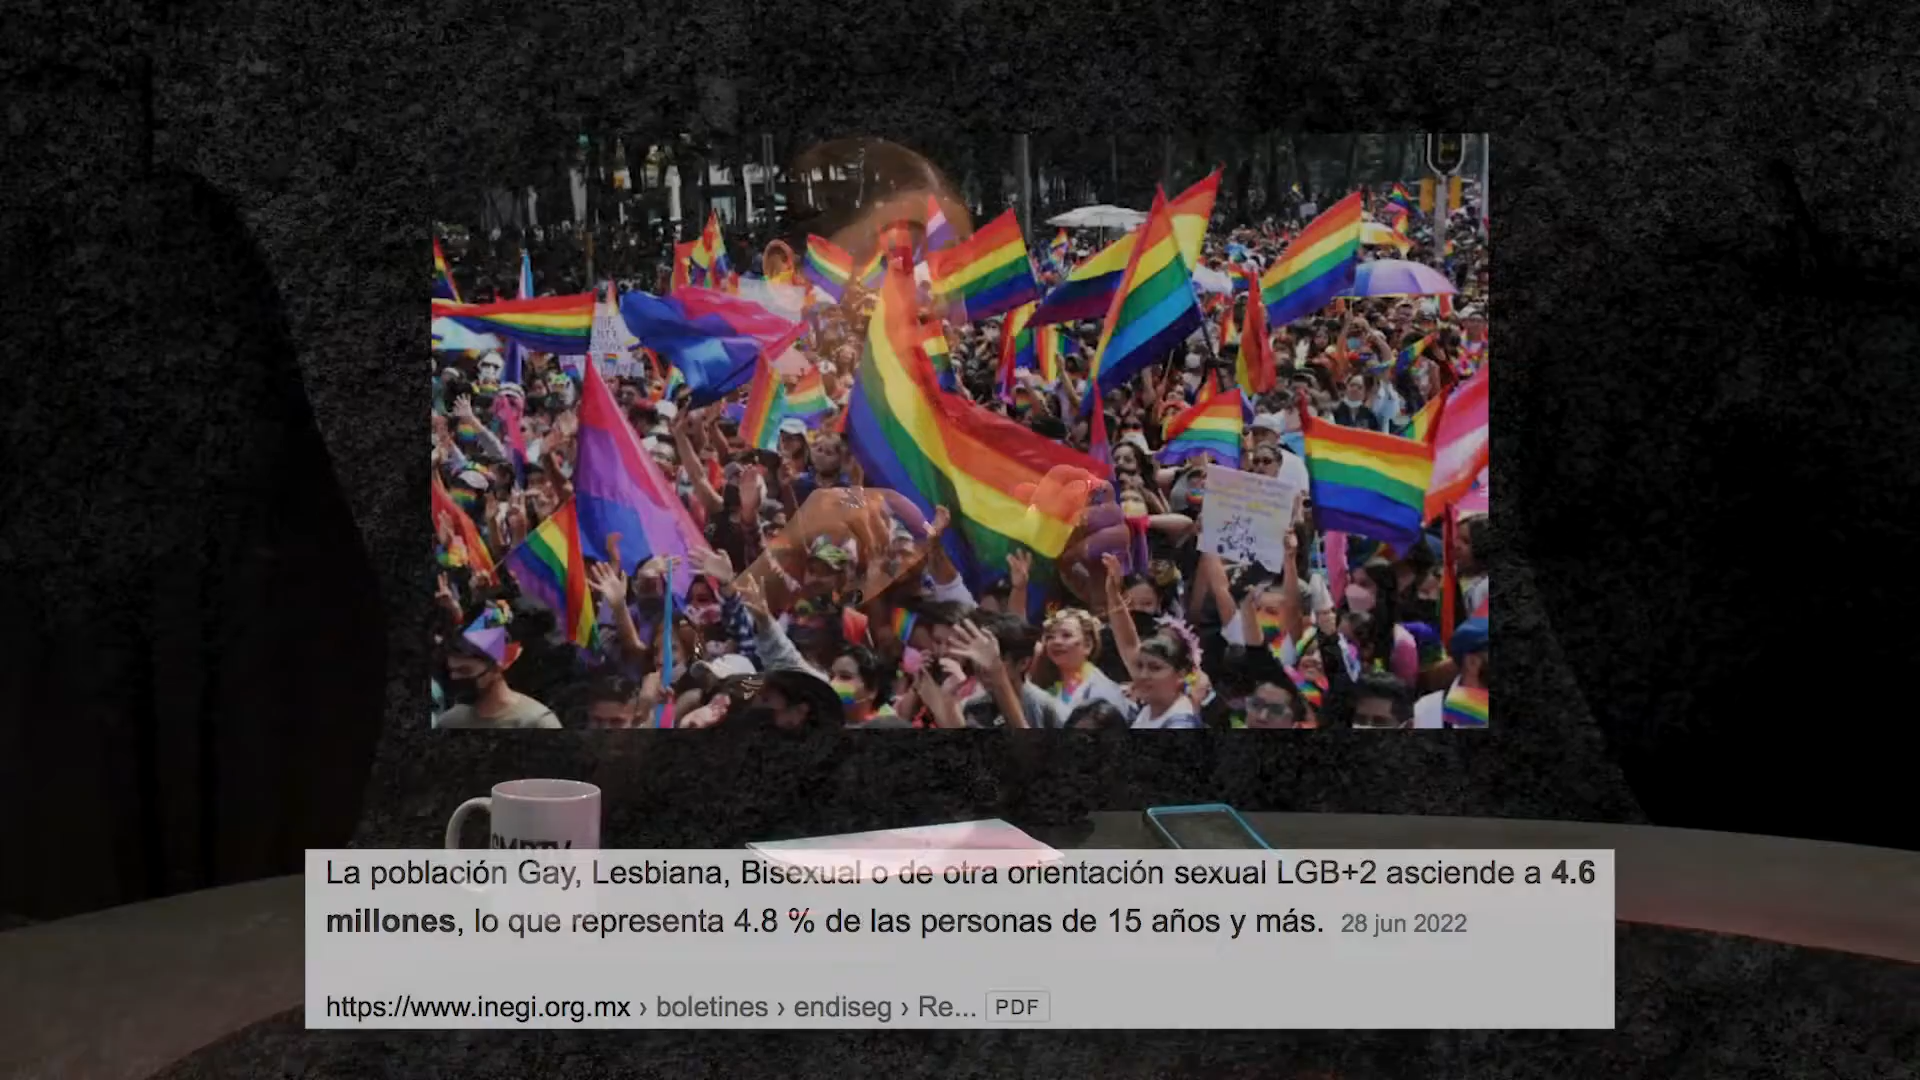 SMPTV
La población Gay, Lesbiana, Bisexual o de otra orientación sexual LGB+2 asciende a 4.6
millones, lo que representa 4.8 % de las personas de 15 años y más. 28 jun 2022
https://www.inegi.org.mx › boletines › endiseg › Re... PDF